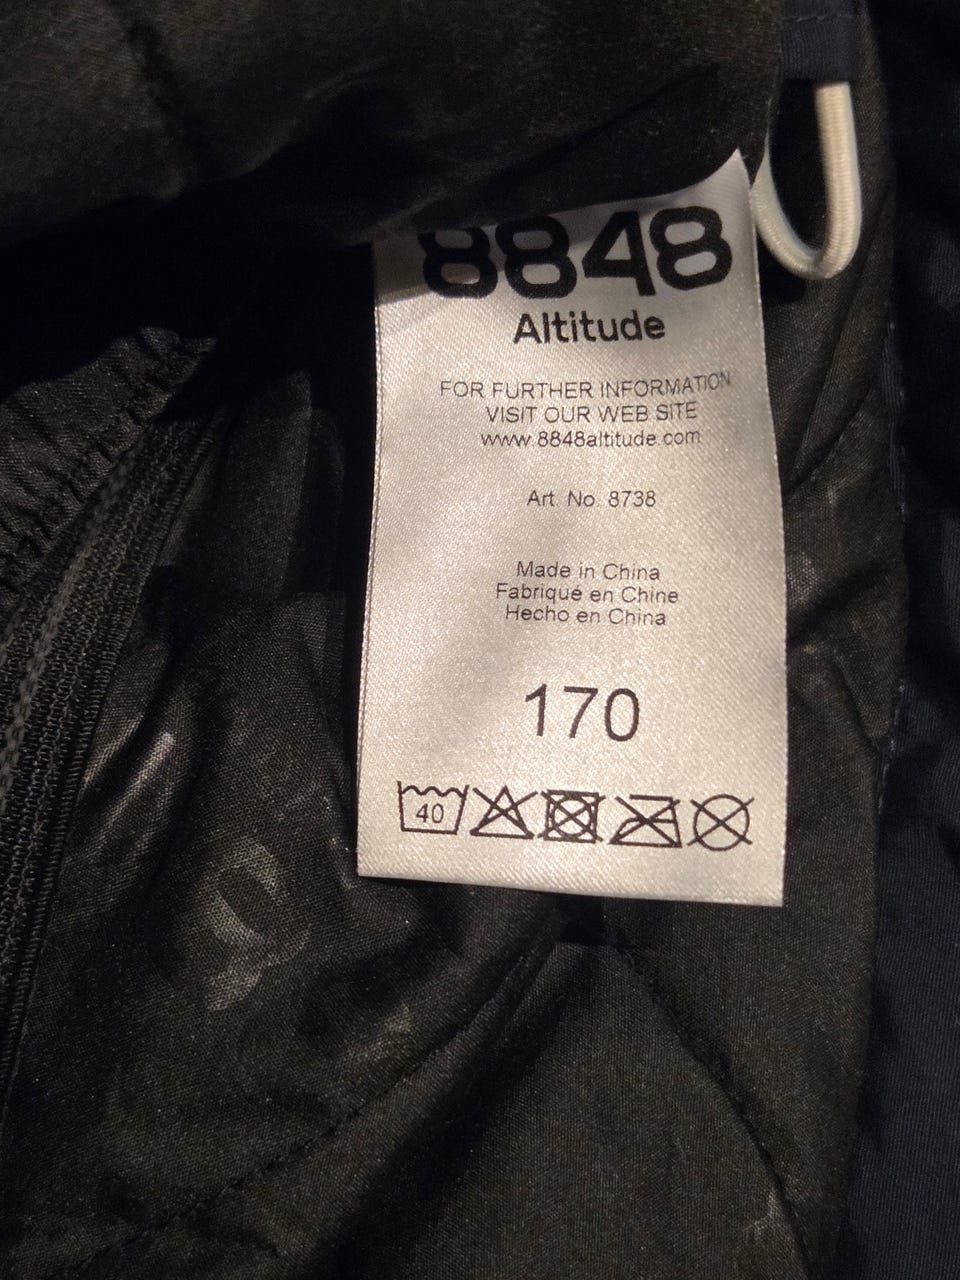 8848
Altitude
FOR FURTHER INFORMATION
VISIT OUR WEB SITE
www.8848altitude.com
Art. No. 8738
Made in China
Fabriqué en Chine
Hecho en China
170
40